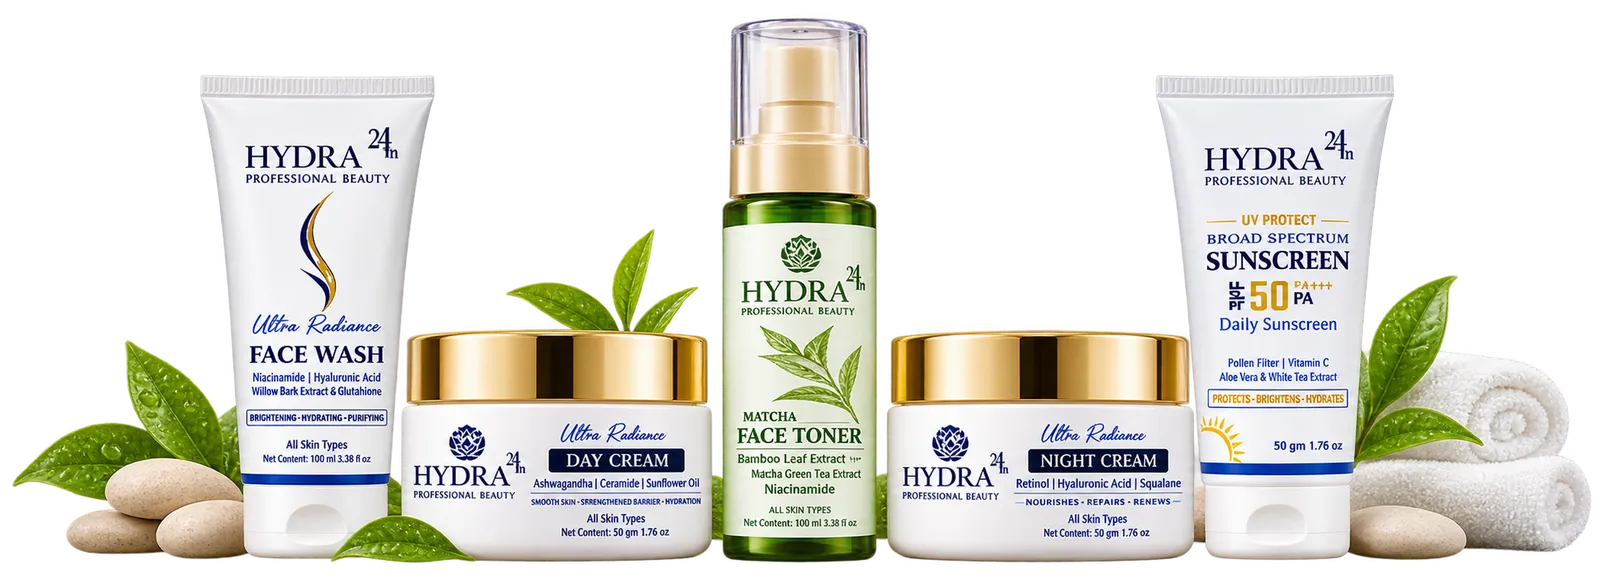 HYDRA 24h
PROFESSIONAL BEAUTY
Ultra Radiance
FACE WASH
Niacinamide | Hyaluronic Acid
Willow Bark Extract & Glutahione
BRIGHTENING - HYDRATING - PURIFYING
All Skin Types
Net Content: 100 ml 3.38 fl oz
HYDRA 24h
PROFESSIONAL BEAUTY
Ultra Radiance
DAY CREAM
Ashwagandha | Ceramide | Sunflower Oil
SMOOTH SKIN - SFRENGTHENED BARRIER - HYDRATION
All Skin Types
Net Content: 50 gm 1.76 oz
HYDRA 24h
PROFESSIONAL BEAUTY
MATCHA
FACE TONER
Bamboo Leaf Extract
Matcha Green Tea Extract
Niacinamide
ALL SKIN TYPES
Net Content: 100 ml 3.38 fl oz
HYDRA 24h
PROFESSIONAL BEAUTY
Ultra Radiance
NIGHT CREAM
Retinol | Hyaluronic Acid | Squalane
NOURISHES - REPAIRS - RENEWS
All Skin Types
Net Content: 50 gm 1.76 oz
HYDRA 24h
PROFESSIONAL BEAUTY
UV PROTECT
BROAD SPECTRUM
SUNSCREEN
50 PA+++
PA
Daily Sunscreen
Pollen Fliter | Vitamin C
Aloe Vera & White Tea Extract
PROTECTS - BRIGHTENS - HYDRATES
50 gm 1.76 oz